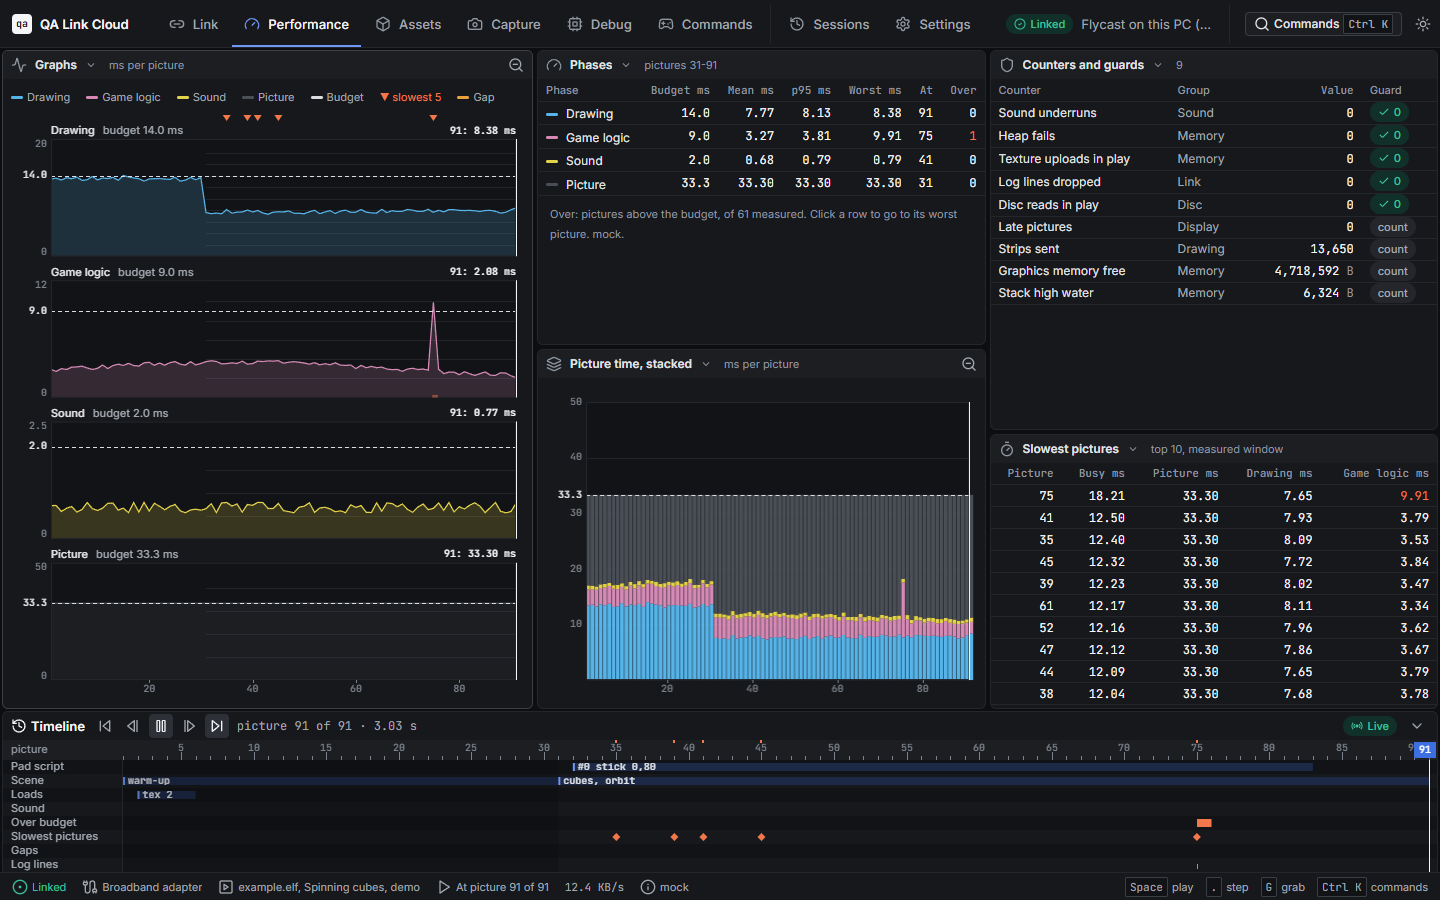 qa QA Link Cloud Link Performance Assets Capture Debug Commands Sessions Settings Linked Flycast on this PC (... Commands Ctrl K
Graphs ms per picture
Drawing Game logic Sound Picture Budget slowest 5 Gap
Drawing budget 14.0 ms 91: 8.38 ms
20
14.0
0
Game logic budget 9.0 ms 91: 2.08 ms
12
9.0
0
Sound budget 2.0 ms 91: 0.77 ms
2.5
2.0
0
Picture budget 33.3 ms 91: 33.30 ms
50
33.3
0
20 40 60 80
Phases pictures 31-91
Phase Budget ms Mean ms p95 ms Worst ms At Over
Drawing 14.0 7.77 8.13 8.38 91 0
Game logic 9.0 3.27 3.81 9.91 75 1
Sound 2.0 0.68 0.79 0.79 41 0
Picture 33.3 33.30 33.30 33.30 31 0
Over: pictures above the budget, of 61 measured. Click a row to go to its worst
picture. mock.
Picture time, stacked ms per picture
50
40
33.3
30
20
10
20 40 60 80
Counters and guards 9
Counter Group Value Guard
Sound underruns Sound 0 0
Heap fails Memory 0 0
Texture uploads in play Memory 0 0
Log lines dropped Link 0 0
Disc reads in play Disc 0 0
Late pictures Display 0 count
Strips sent Drawing 13,650 count
Graphics memory free Memory 4,718,592 B count
Stack high water Memory 6,324 B count
Slowest pictures top 10, measured window
Picture Busy ms Picture ms Drawing ms Game logic ms
75 18.21 33.30 7.65 9.91
41 12.50 33.30 7.93 3.79
35 12.40 33.30 8.09 3.53
45 12.32 33.30 7.72 3.84
39 12.23 33.30 8.02 3.47
61 12.17 33.30 8.11 3.34
52 12.16 33.30 7.96 3.62
47 12.12 33.30 7.86 3.67
44 12.09 33.30 7.65 3.79
38 12.04 33.30 7.68 3.78
Timeline picture 91 of 91 · 3.03 s Live
picture 5 10 15 20 25 30 35 40 45 50 55 60 65 70 75 80 85 91
Pad script #0 stick 0,80
Scene warm-up cubes, orbit
Loads tex 2
Sound
Over budget
Slowest pictures
Gaps
Log lines
Linked Broadband adapter example.elf, Spinning cubes, demo At picture 91 of 91 12.4 KB/s mock Space play . step G grab Ctrl K commands